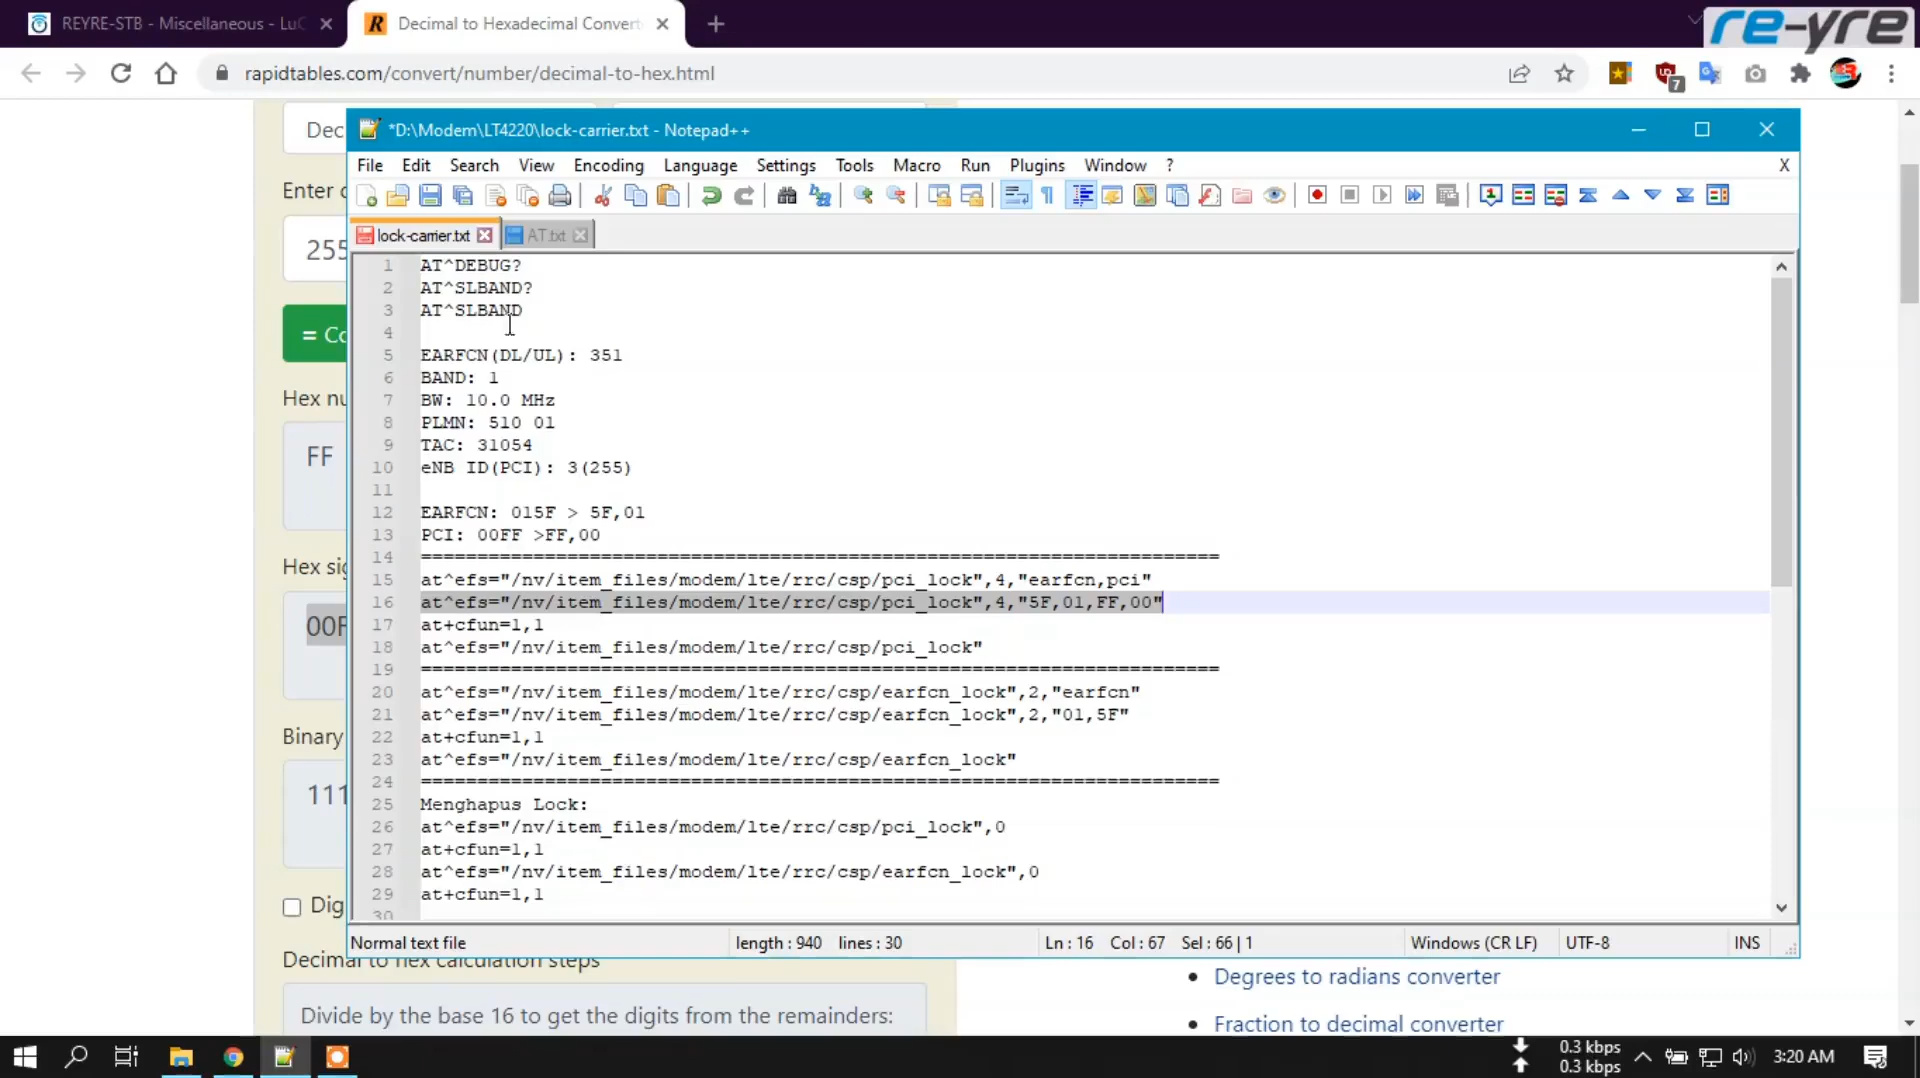 REYRE-STB - Miscellaneous - LuC
Decimal to Hexadecimal Convert
re-yre
rapidtables.com/convert/number/decimal-to-hex.html
7
Dec
Enter
255
= Co
Hex nu
FF
Hex sig
00F
Binary
111
Dig
Decimal to hex calculation steps
Divide by the base 16 to get the digits from the remainders:
*D:\Modem\LT4220\lock-carrier.txt - Notepad++
File Edit Search View Encoding Language Settings Tools Macro Run Plugins Window ? X
lock-carrier.txt AT.txt
1 AT^DEBUG?
2 AT^SLBAND?
3 AT^SLBAND
4
5 EARFCN(DL/UL): 351
6 BAND: 1
7 BW: 10.0 MHz
8 PLMN: 510 01
9 TAC: 31054
10 eNB ID(PCI): 3(255)
11
12 EARFCN: 015F > 5F,01
13 PCI: 00FF >FF,00
14 =======================================================================
15 at^efs="/nv/item_files/modem/lte/rrc/csp/pci_lock",4,"earfcn,pci"
16 at^efs="/nv/item_files/modem/lte/rrc/csp/pci_lock",4,"5F,01,FF,00"
17 at+cfun=1,1
18 at^efs="/nv/item_files/modem/lte/rrc/csp/pci_lock"
19 =======================================================================
20 at^efs="/nv/item_files/modem/lte/rrc/csp/earfcn_lock",2,"earfcn"
21 at^efs="/nv/item_files/modem/lte/rrc/csp/earfcn_lock",2,"01,5F"
22 at+cfun=1,1
23 at^efs="/nv/item_files/modem/lte/rrc/csp/earfcn_lock"
24 =======================================================================
25 Menghapus Lock:
26 at^efs="/nv/item_files/modem/lte/rrc/csp/pci_lock",0
27 at+cfun=1,1
28 at^efs="/nv/item_files/modem/lte/rrc/csp/earfcn_lock",0
29 at+cfun=1,1
30
Normal text file length : 940 lines : 30 Ln : 16 Col : 67 Sel : 66 | 1 Windows (CR LF) UTF-8 INS
Degrees to radians converter
Fraction to decimal converter
0.3 kbps
0.3 kbps
3:20 AM